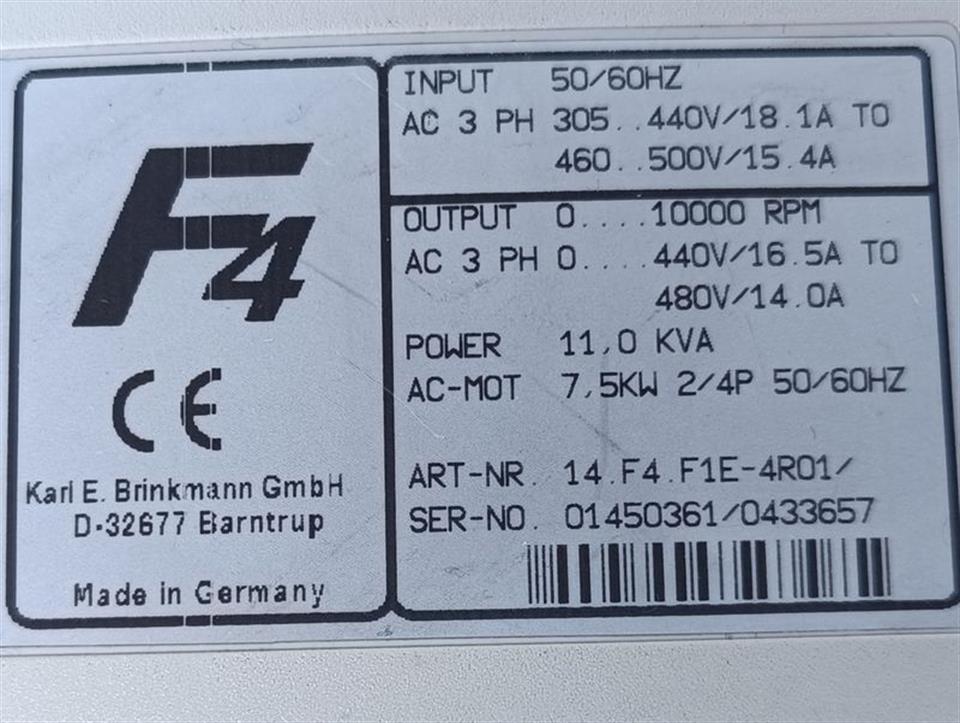 F4
CE
Karl E. Brinkmann GmbH
D-32677 Barntrup
Made in Germany
INPUT 50/60HZ
AC 3 PH 305..440V/18.1A TO
460..500V/15.4A
OUTPUT 0....10000 RPM
AC 3 PH 0....440V/16.5A TO
480V/14.0A
POWER 11,0 KVA
AC-MOT 7,5KW 2/4P 50/60HZ
ART-NR. 14.F4.F1E-4R01/
SER-NO. 01450361/0433657